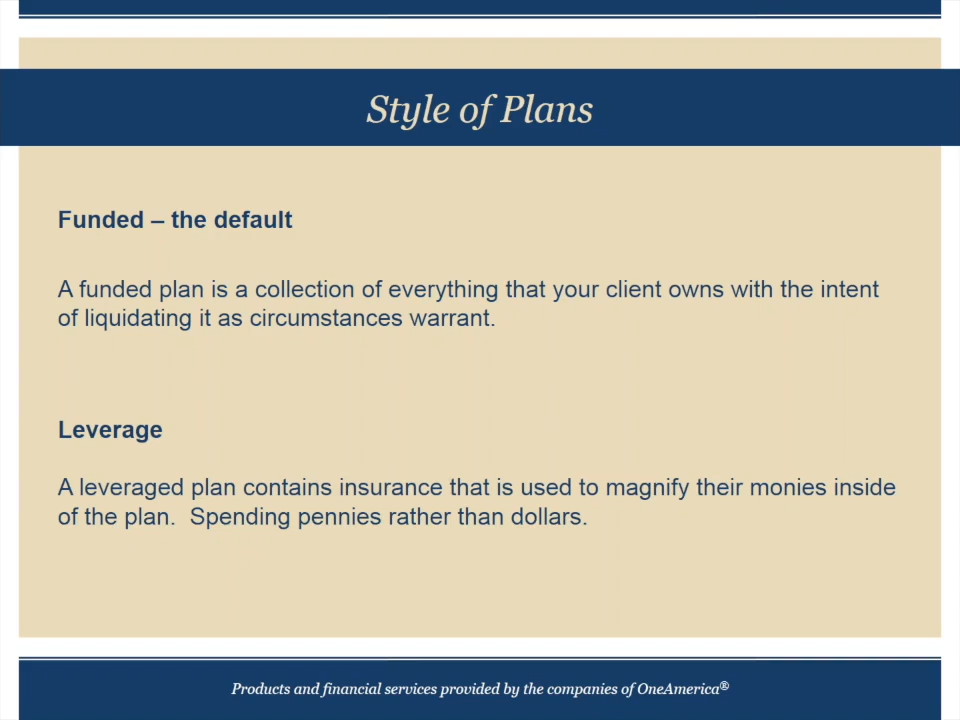 Style of Plans
Funded – the default
A funded plan is a collection of everything that your client owns with the intent
of liquidating it as circumstances warrant.
Leverage
A leveraged plan contains insurance that is used to magnify their monies inside
of the plan.  Spending pennies rather than dollars.
Products and financial services provided by the companies of OneAmerica®